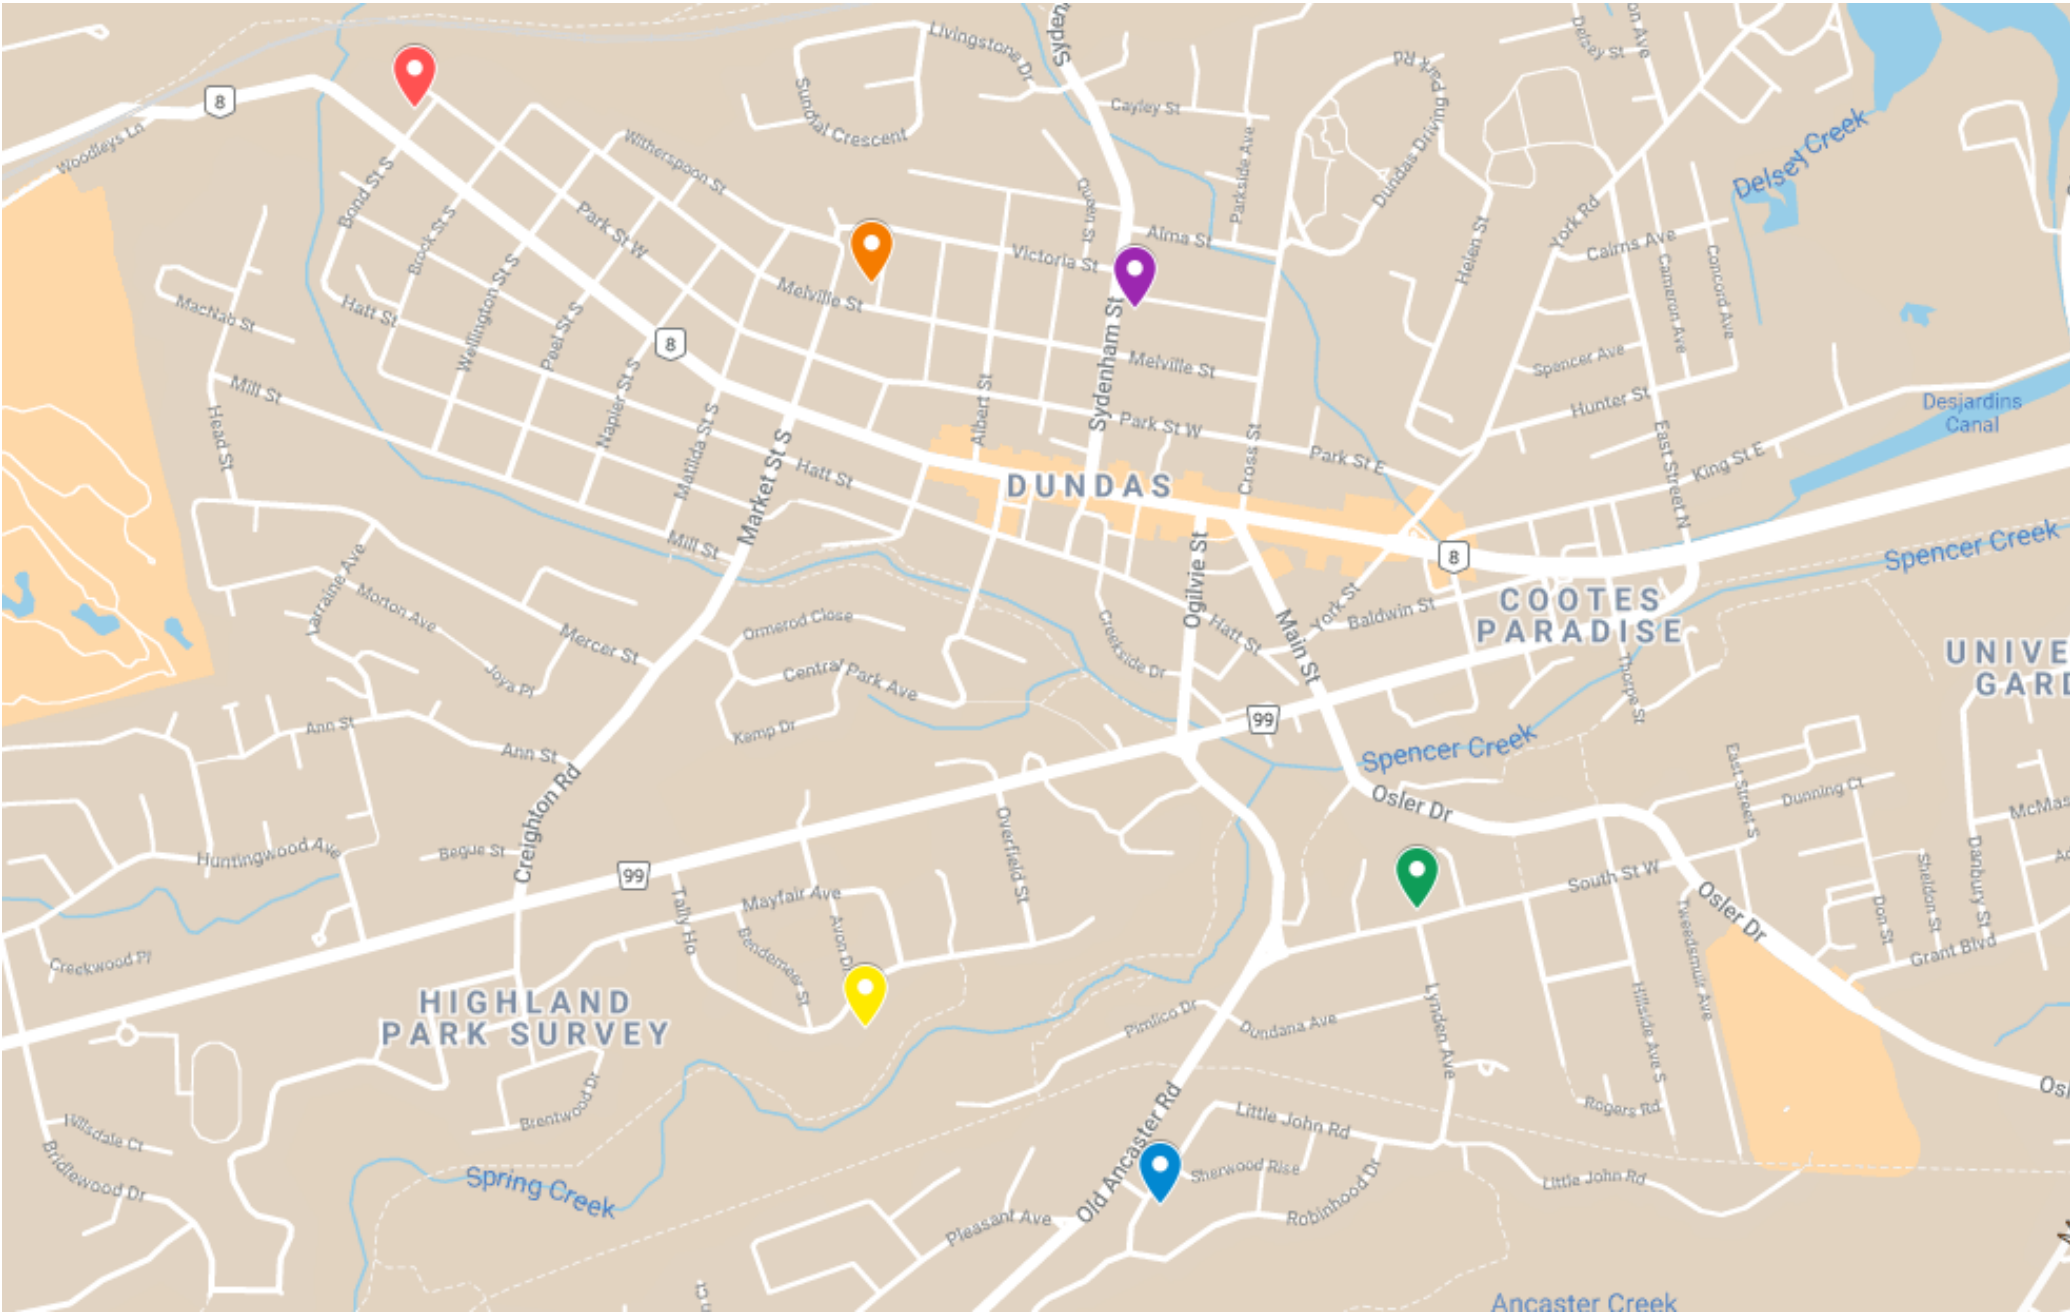 Livingstone Dr
Syden
Delsey St
on Ave
8
Woodleys Ln
Sundial Crescent
Cayley St
Park Rd
Dundas Driving
Parkside Ave
Delsey Creek
Witherspoon St
Bond St S
Brook St S
Park St W
Queen St
Alma St
Victoria St
Helen St
York Rd
Cairns Ave
Cameron Ave
Concord Ave
MacNab St
Hatt St
Wellington St S
Peel St S
8
Melville St
Sydenham St
Melville St
Spencer Ave
Hunter St
Mill St
Head St
Napier St S
Matilda St S
Market St S
Albert St
Park St W
Cross St
Park St E
East Street N
King St E
Desjardins
Canal
Hatt St
DUNDAS
Mill St
8
Spencer Creek
Larraine Ave
Morton Ave
Mercer St
Joya Pl
Ormerod Close
Central Park Ave
Kemp Dr
Creekside Dr
Ogilvie St
Hatt St
Main St
York St
Baldwin St
COOTES
PARADISE
Thorpe St
UNIVE
GARD
Ann St
Ann St
Creighton Rd
99
Spencer Creek
Osler Dr
East Street S
Dunning Ct
McMas
Danbury St
Huntingwood Ave
Begue St
99
Tally Ho
Mayfair Ave
Avon Dr
Bendemeer St
Overfield St
South St W
Osler Dr
Don St
Sheldon St
Grant Blvd
Tweedsmuir Ave
Creekwood Pl
HIGHLAND
PARK SURVEY
Pimlico Dr
Dundana Ave
Lynden Ave
Hillside Ave S
Rogers Rd
Osl
Hillsdale Ct
Bridlewood Dr
Brentwood Dr
Spring Creek
Old Ancaster Rd
Little John Rd
Sherwood Rise
Robinhood Dr
Little John Rd
Pleasant Ave
Ancaster Creek